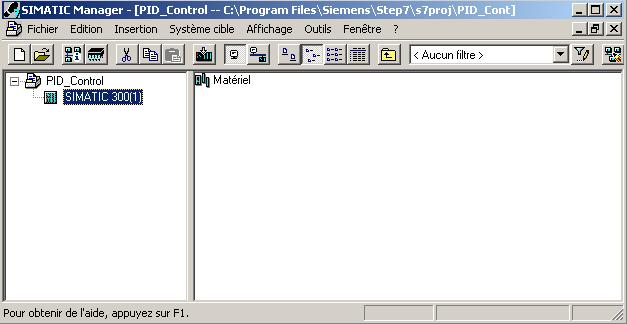 SIMATIC Manager - [PID_Control -- C:\Program Files\Siemens\Step7\s7proj\PID_Cont]
Fichier Edition Insertion Système cible Affichage Outils Fenêtre ?
< Aucun filtre >
PID_Control
SIMATIC 300(1)
Matériel
Pour obtenir de l'aide, appuyez sur F1.